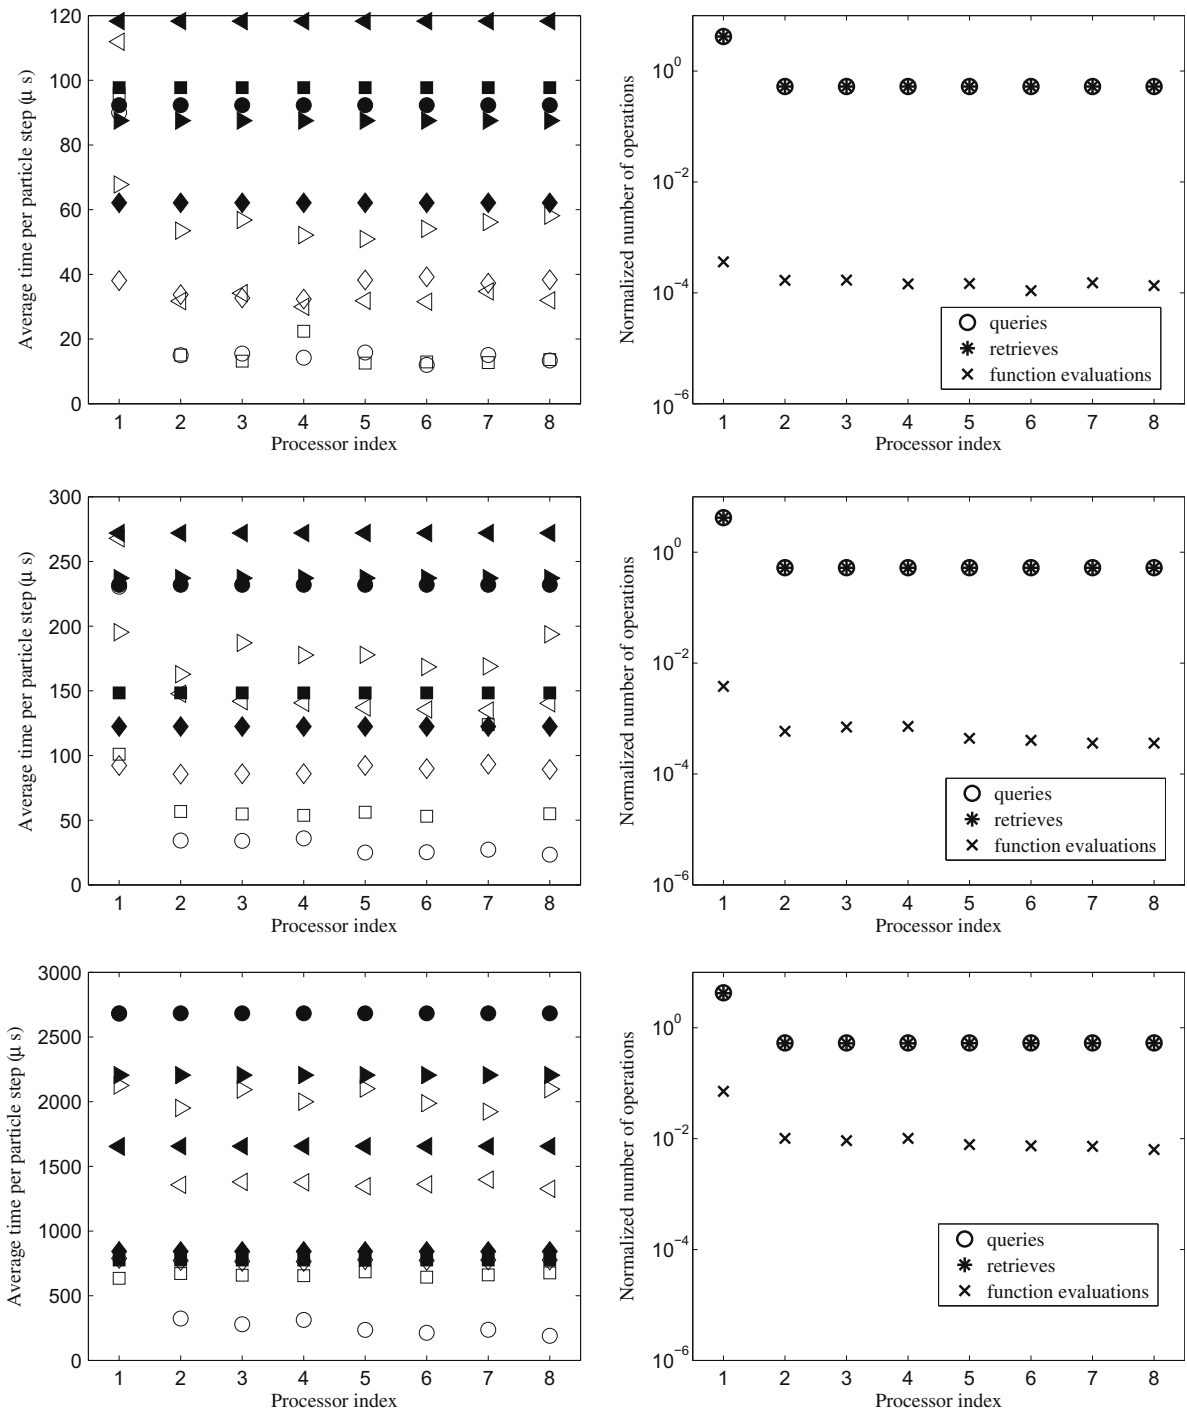 Average time per particle step (μ s)
120
100
80
60
40
20
0
1 2 3 4 5 6 7 8
Processor index
Normalized number of operations
10^0
10^-2
10^-4
10^-6
queries
retrieves
function evaluations
1 2 3 4 5 6 7 8
Processor index
Average time per particle step (μ s)
300
250
200
150
100
50
0
1 2 3 4 5 6 7 8
Processor index
Normalized number of operations
10^0
10^-2
10^-4
10^-6
queries
retrieves
function evaluations
1 2 3 4 5 6 7 8
Processor index
Average time per particle step (μ s)
3000
2500
2000
1500
1000
500
0
1 2 3 4 5 6 7 8
Processor index
Normalized number of operations
10^0
10^-2
10^-4
10^-6
queries
retrieves
function evaluations
1 2 3 4 5 6 7 8
Processor index